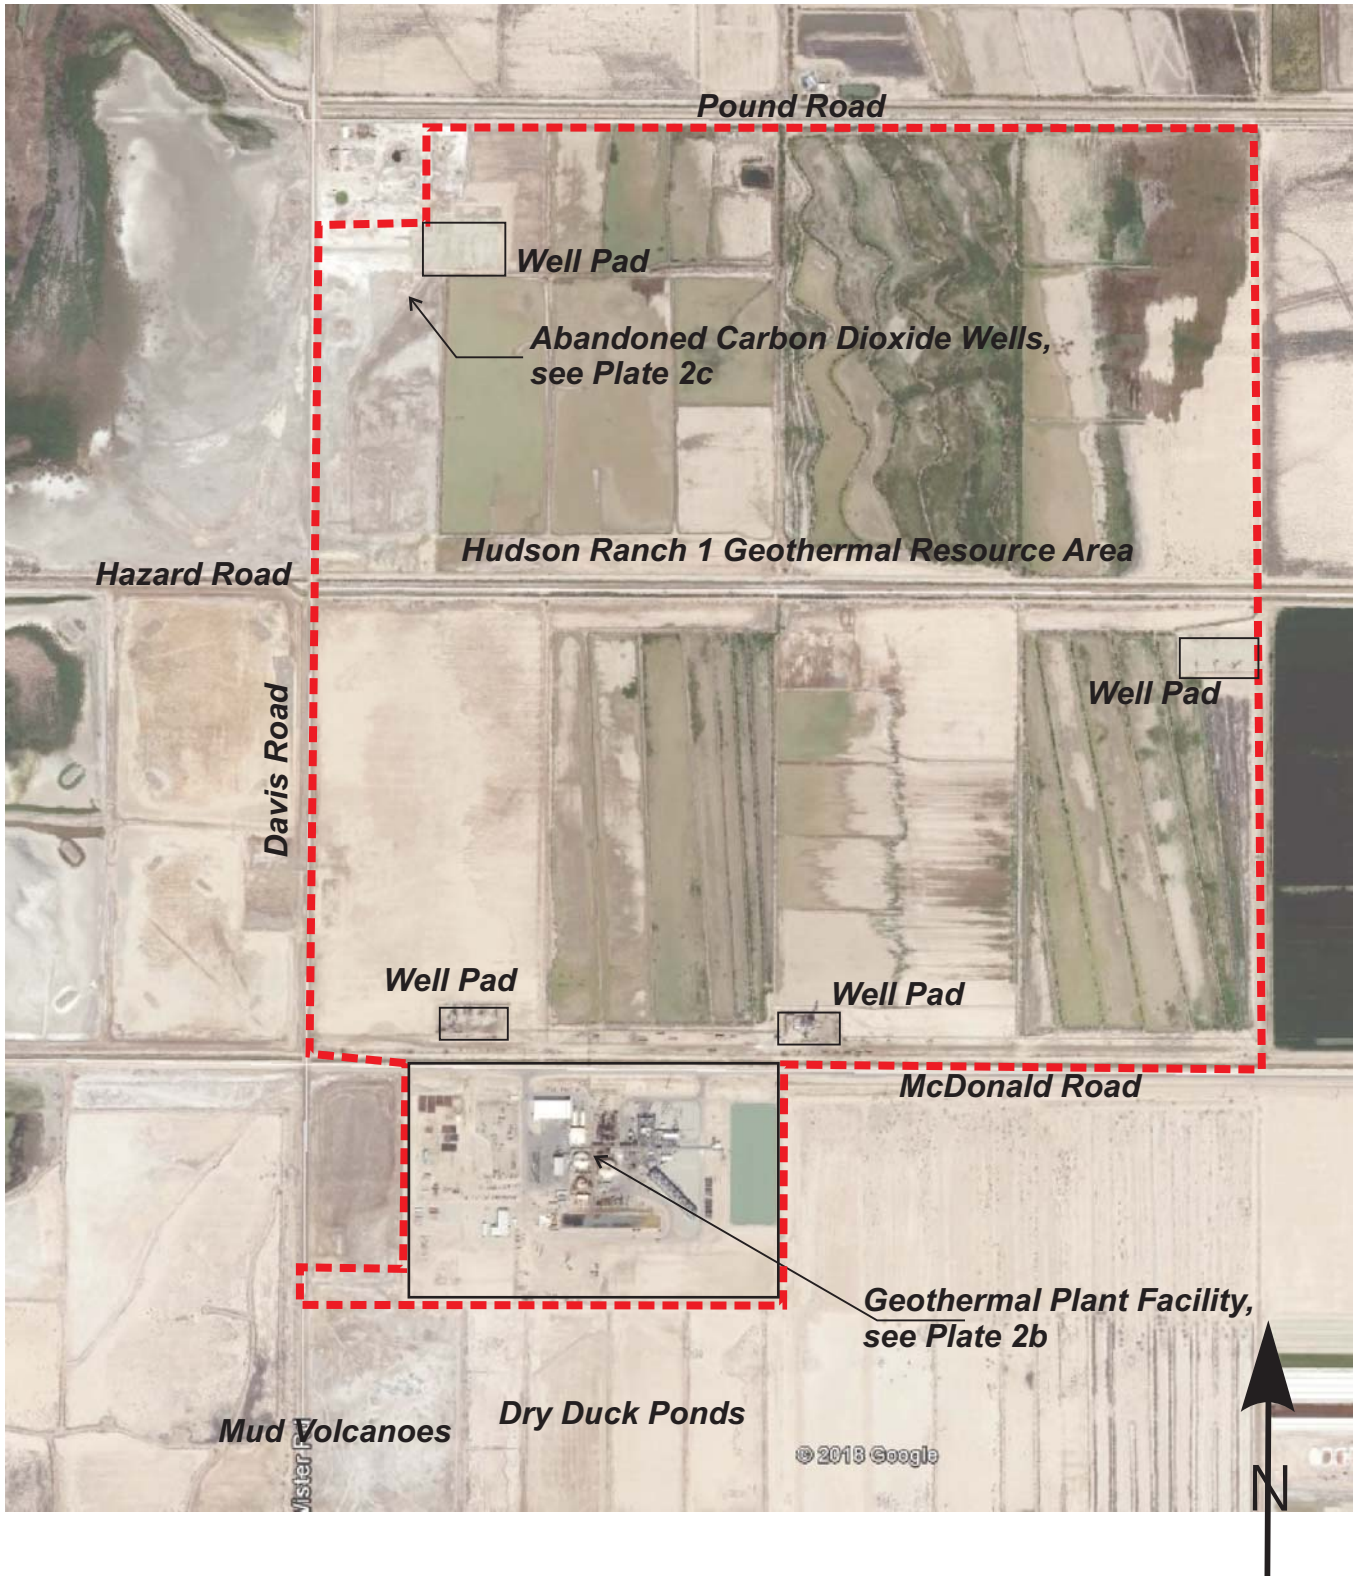 Pound Road
Well Pad
Abandoned Carbon Dioxide Wells,
see Plate 2c
Hudson Ranch 1 Geothermal Resource Area
Hazard Road
Well Pad
Davis Road
Well Pad
Well Pad
McDonald Road
Geothermal Plant Facility,
see Plate 2b
Dry Duck Ponds
Mud Volcanoes
© 2018 Google
N